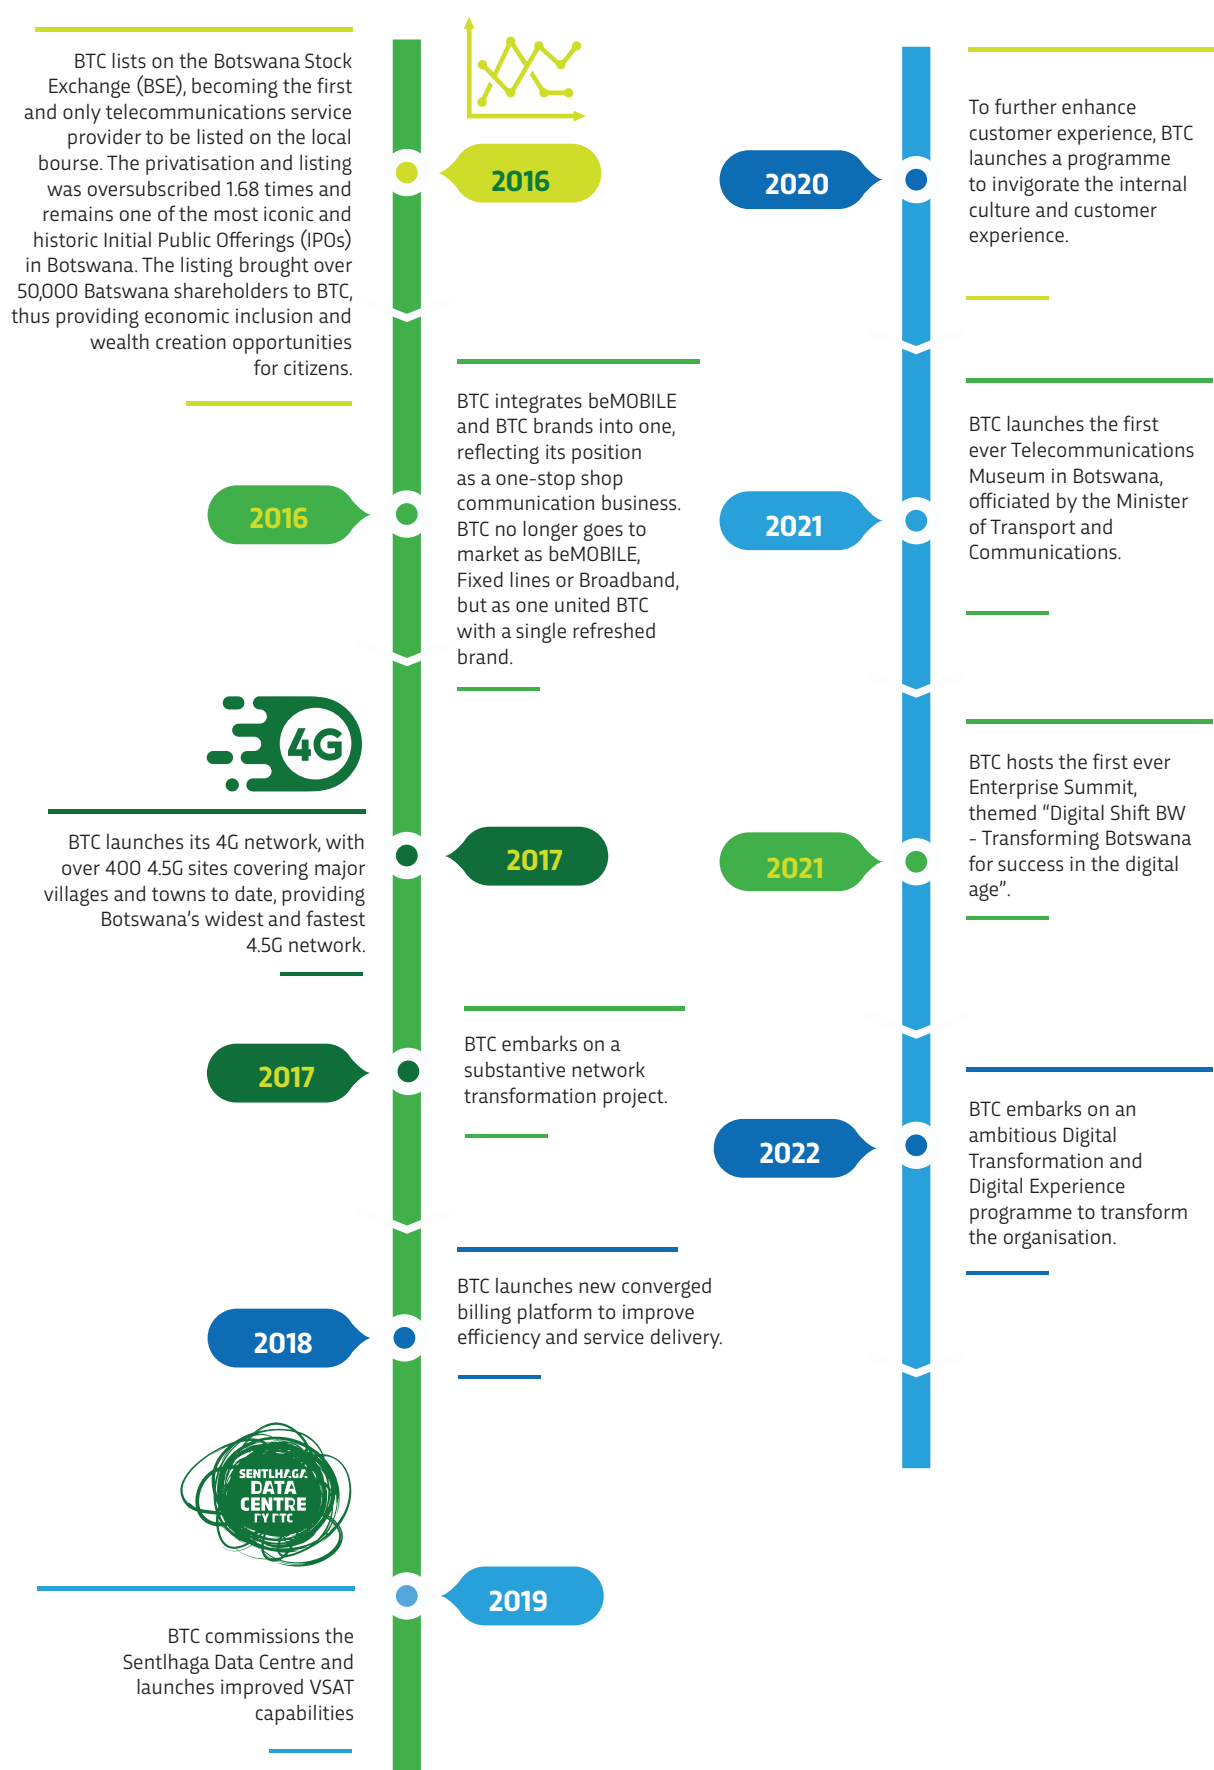 BTC lists on the Botswana Stock
Exchange (BSE), becoming the first
and only telecommunications service
provider to be listed on the local
bourse. The privatisation and listing
was oversubscribed 1.68 times and
remains one of the most iconic and
historic Initial Public Offerings (IPOs)
in Botswana. The listing brought over
50,000 Batswana shareholders to BTC,
thus providing economic inclusion and
wealth creation opportunities
for citizens.
2016
2016
BTC integrates beMOBILE
and BTC brands into one,
reflecting its position
as a one-stop shop
communication business.
BTC no longer goes to
market as beMOBILE,
Fixed lines or Broadband,
but as one united BTC
with a single refreshed
brand.
4G
BTC launches its 4G network, with
over 400 4.5G sites covering major
villages and towns to date, providing
Botswana's widest and fastest
4.5G network.
2017
2017
BTC embarks on a
substantive network
transformation project.
2018
BTC launches new converged
billing platform to improve
efficiency and service delivery.
SENTLHAGA
DATA
CENTRE
2019
BTC commissions the
Sentlhaga Data Centre and
launches improved VSAT
capabilities
2020
To further enhance
customer experience, BTC
launches a programme
to invigorate the internal
culture and customer
experience.
2021
BTC launches the first
ever Telecommunications
Museum in Botswana,
officiated by the Minister
of Transport and
Communications.
2021
BTC hosts the first ever
Enterprise Summit,
themed “Digital Shift BW
- Transforming Botswana
for success in the digital
age”.
2022
BTC embarks on an
ambitious Digital
Transformation and
Digital Experience
programme to transform
the organisation.